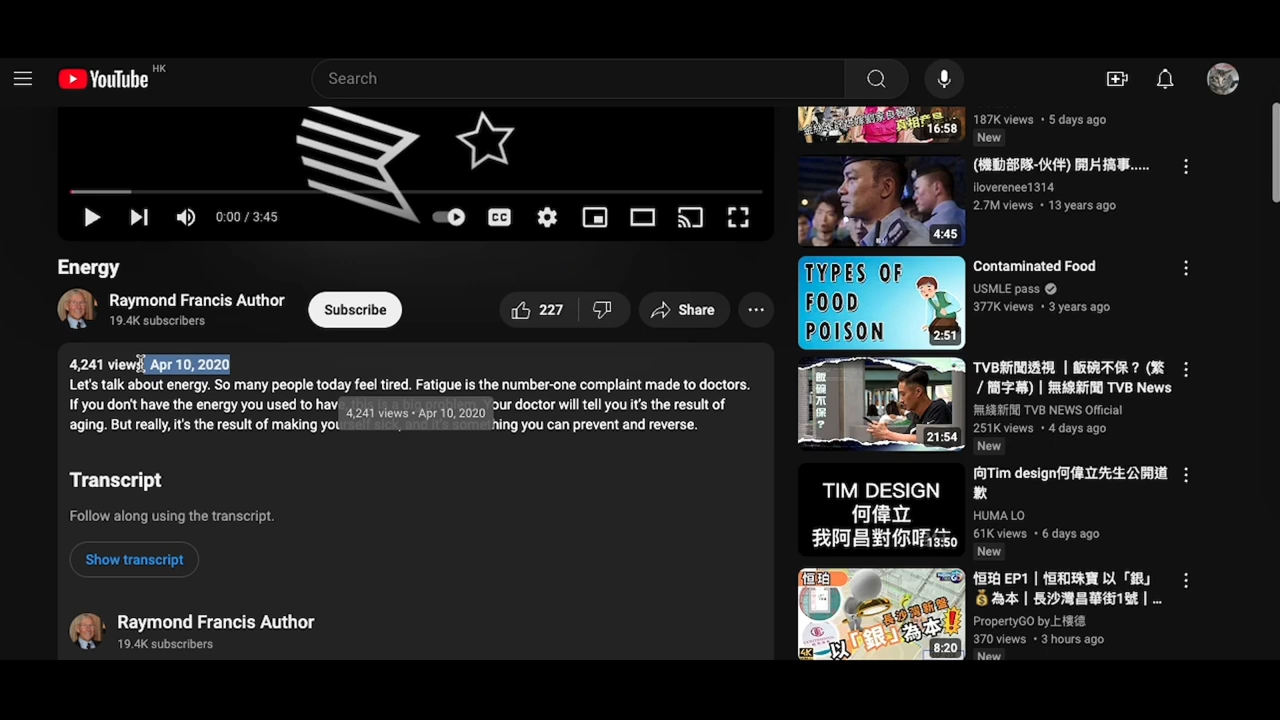 YouTube HK
Search
0:00 / 3:45
CC
Energy
Raymond Francis Author
19.4K subscribers
Subscribe
227
Share
4,241 views Apr 10, 2020
Let's talk about energy. So many people today feel tired. Fatigue is the number-one complaint made to doctors.
If you don't have the energy you used to have, this is a big problem. Your doctor will tell you it's the result of
aging. But really, it's the result of making yourself sick, and it's something you can prevent and reverse.
4,241 views • Apr 10, 2020
Transcript
Follow along using the transcript.
Show transcript
Raymond Francis Author
19.4K subscribers
16:58
187K views • 5 days ago
New
4:45
(機動部隊-伙伴) 開片搞事.....
iloverenee1314
2.7M views • 13 years ago
TYPES OF
FOOD
POISON
2:51
Contaminated Food
USMLE pass
377K views • 3 years ago
飯碗不保？
21:54
TVB新聞透視 ｜飯碗不保？ (繁
/ 簡字幕)｜無線新聞 TVB News
無綫新聞 TVB NEWS Official
251K views • 4 days ago
New
TIM DESIGN
何偉立
我阿昌對你唔住
13:50
向Tim design何偉立先生公開道
歉
HUMA LO
61K views • 6 days ago
New
恒珀
長沙灣新盤
以「銀」為本！
4K
8:20
恒珀 EP1｜恒和珠寶 以「銀」
為本｜長沙灣昌華街1號｜...
PropertyGO by上樓德
370 views • 3 hours ago
New